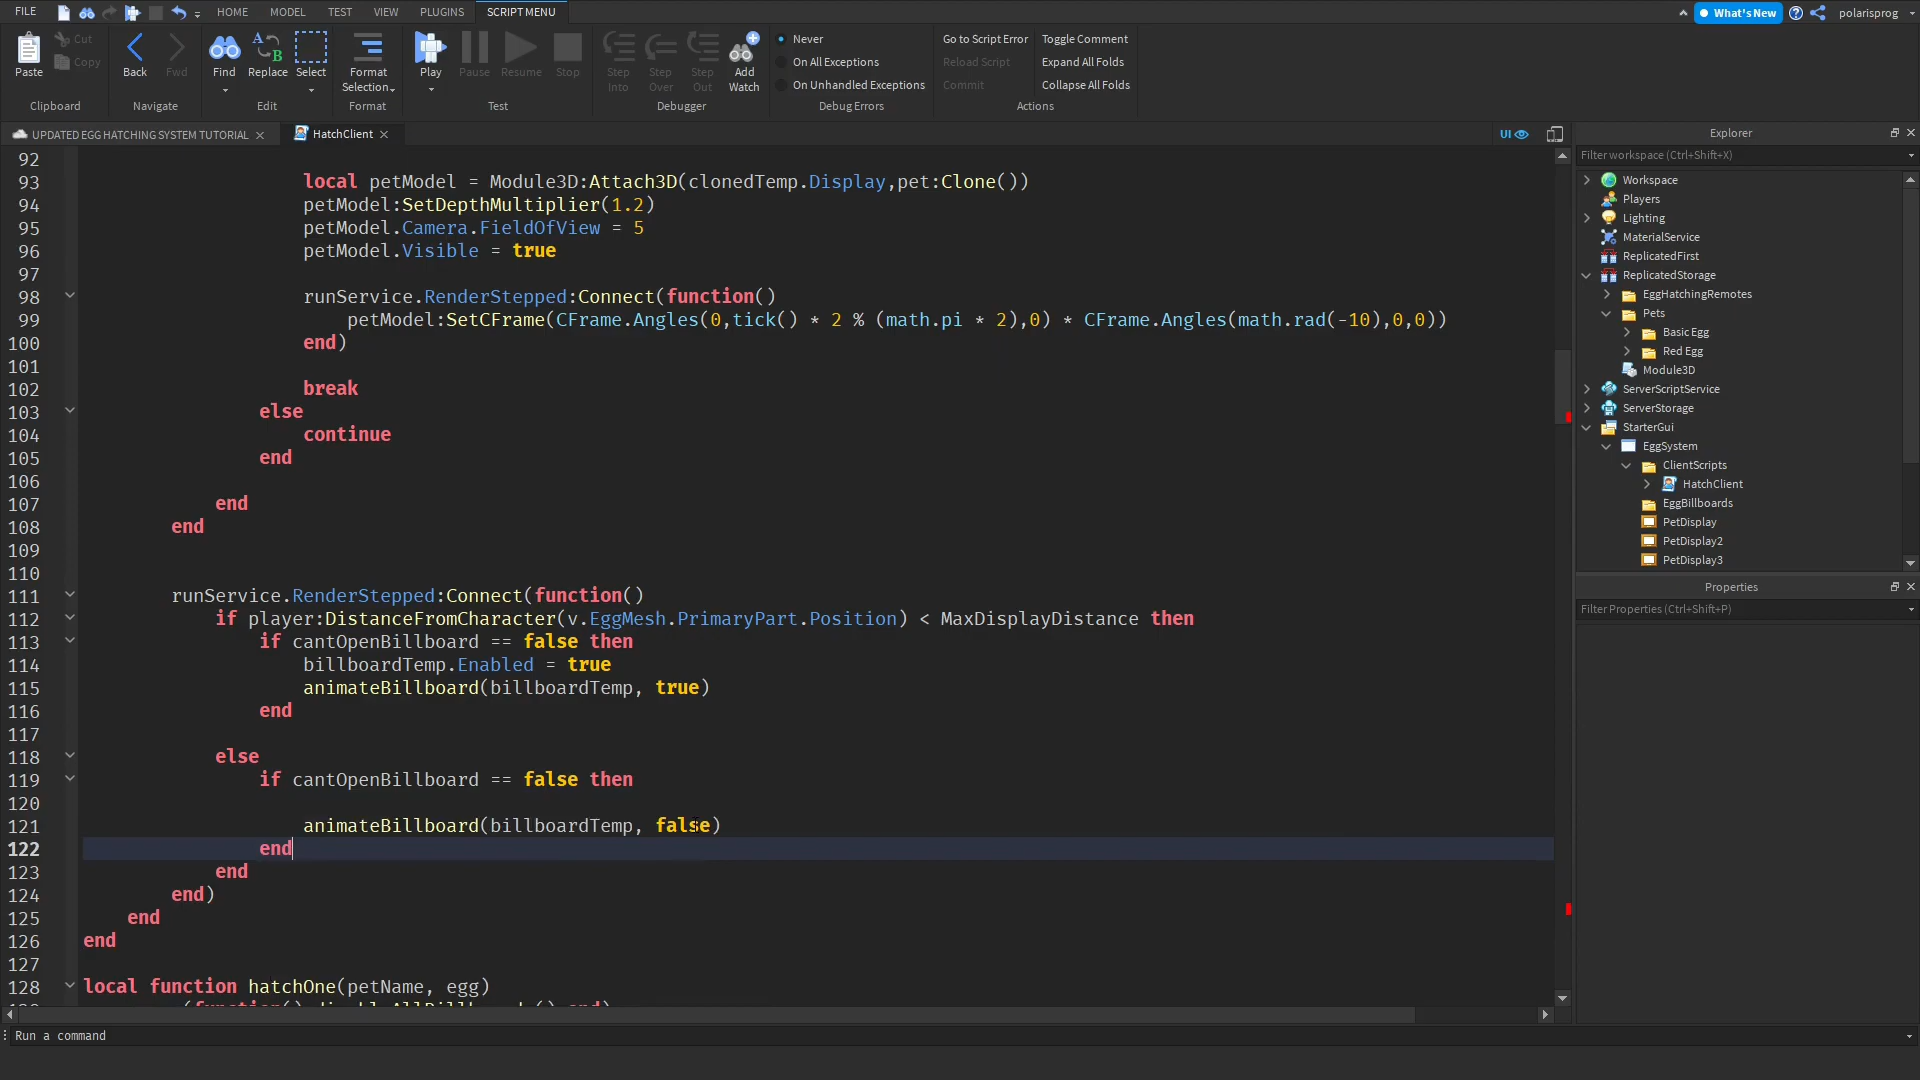 FILE HOME MODEL TEST VIEW PLUGINS SCRIPT MENU What's New polarisprog
Paste Cut Copy Back Fwd Find Replace Select Format Selection Play Pause Resume Stop Step Into Step Over Step Out Add Watch
Never
On All Exceptions
On Unhandled Exceptions
Go to Script Error
Reload Script
Commit
Toggle Comment
Expand All Folds
Collapse All Folds
Clipboard Navigate Edit Format Test Debugger Debug Errors Actions
UPDATED EGG HATCHING SYSTEM TUTORIAL HatchClient UI
92
93 local petModel = Module3D:Attach3D(clonedTemp.Display,pet:Clone())
94 petModel:SetDepthMultiplier(1.2)
95 petModel.Camera.FieldOfView = 5
96 petModel.Visible = true
97
98 runService.RenderStepped:Connect(function()
99 petModel:SetCFrame(CFrame.Angles(0,tick() * 2 % (math.pi * 2),0) * CFrame.Angles(math.rad(-10),0,0))
100 end)
101
102 break
103 else
104 continue
105 end
106
107 end
108 end
109
110
111 runService.RenderStepped:Connect(function()
112 if player:DistanceFromCharacter(v.EggMesh.PrimaryPart.Position) < MaxDisplayDistance then
113 if cantOpenBillboard == false then
114 billboardTemp.Enabled = true
115 animateBillboard(billboardTemp, true)
116 end
117
118 else
119 if cantOpenBillboard == false then
120
121 animateBillboard(billboardTemp, false)
122 end
123 end
124 end)
125 end
126 end
127
128 local function hatchOne(petName, egg)
Run a command
Explorer
Filter workspace (Ctrl+Shift+X)
Workspace
Players
Lighting
MaterialService
ReplicatedFirst
ReplicatedStorage
EggHatchingRemotes
Pets
Basic Egg
Red Egg
Module3D
ServerScriptService
ServerStorage
StarterGui
EggSystem
ClientScripts
HatchClient
EggBillboards
PetDisplay
PetDisplay2
PetDisplay3
Properties
Filter Properties (Ctrl+Shift+P)